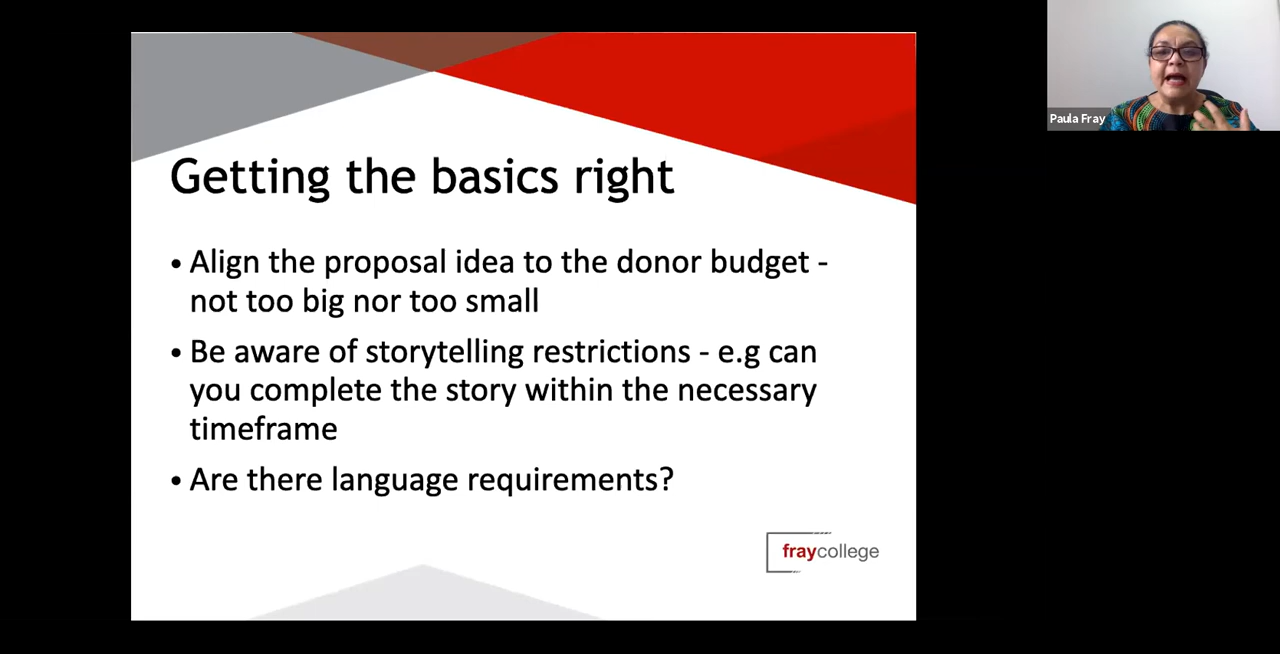 Getting the basics right
• Align the proposal idea to the donor budget -
not too big nor too small
• Be aware of storytelling restrictions - e.g can
you complete the story within the necessary
timeframe
• Are there language requirements?
fraycollege
Paula Fray